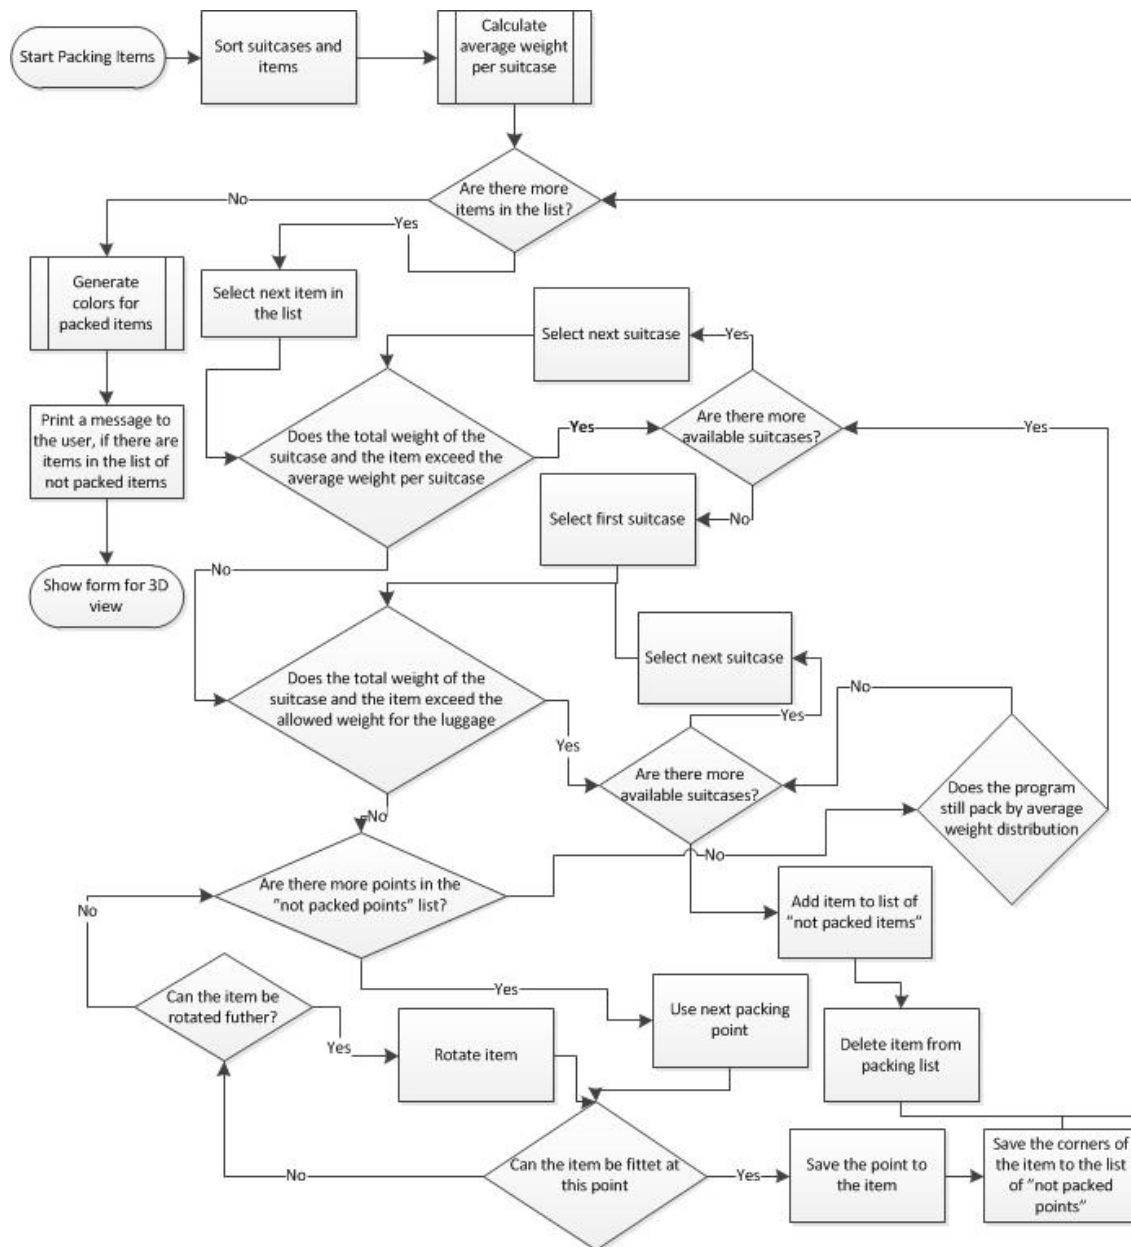 Start Packing Items
Sort suitcases and
items
Calculate
average weight
per suitcase
Are there more
items in the list?
No
Yes
Generate
colors for
packed items
Select next item in
the list
Select next suitcase
Yes
Print a message to
the user, if there are
items in the list of
not packed items
Does the total weight of the
suitcase and the item exceed the
average weight per suitcase
Yes
Are there more
available suitcases?
Yes
Select first suitcase
No
No
Show form for 3D
view
Does the total weight of the
suitcase and the item exceed the
allowed weight for the luggage
Select next suitcase
No
Yes
Yes
Are there more
available suitcases?
Does the program
still pack by average
weight distribution
No
Are there more points in the
"not packed points" list?
No
Add item to list of
"not packed items"
No
Can the item be
rotated futher?
Yes
Use next packing
point
Yes
Rotate item
Delete item from
packing list
Can the item be fittet at
this point
No
Yes
Save the point to
the item
Save the corners of
the item to the list
of "not packed
points"